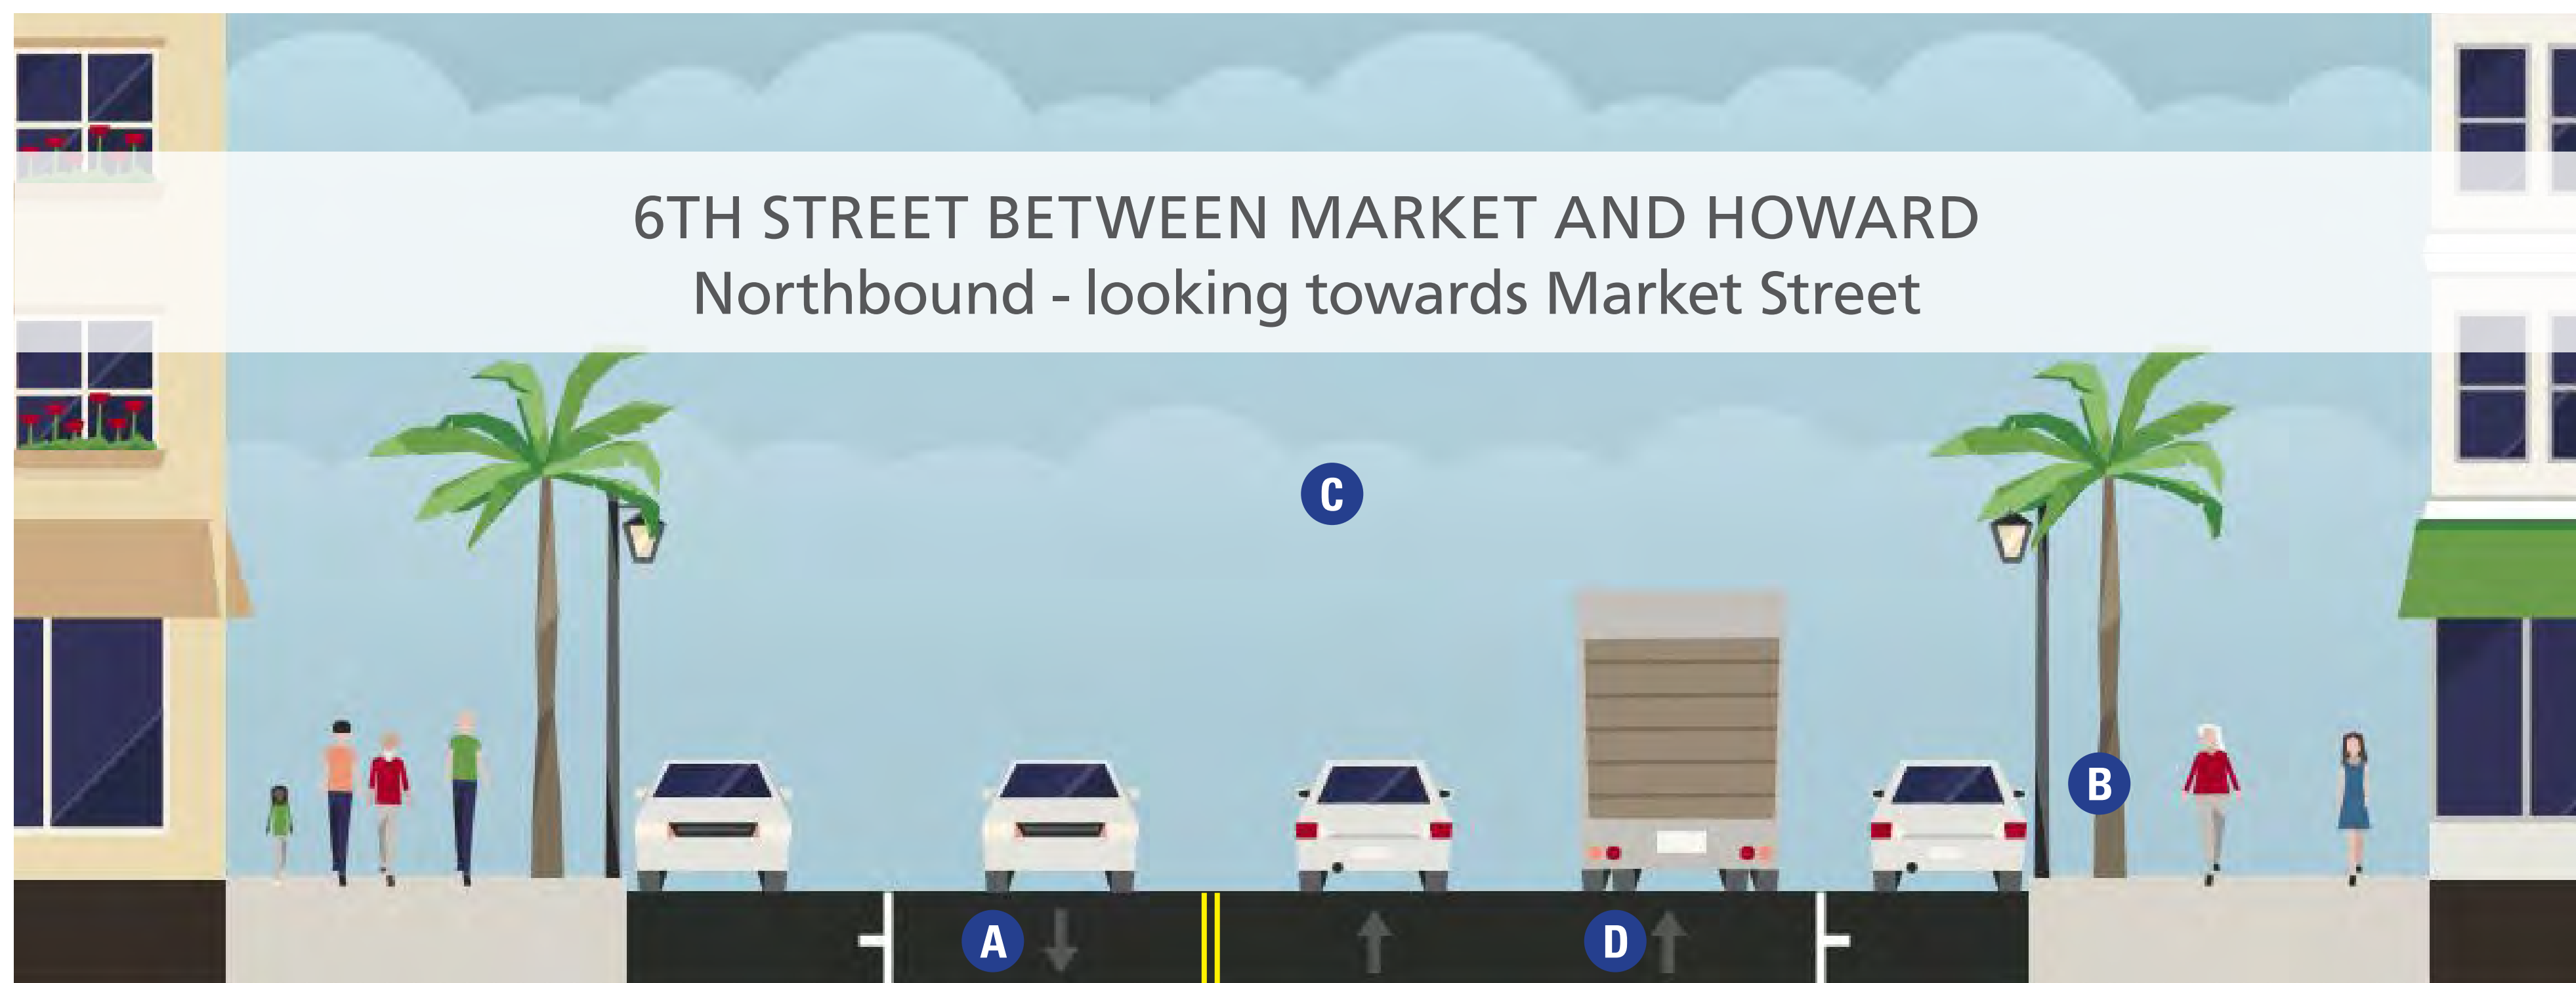 6TH STREET BETWEEN MARKET AND HOWARD
Northbound - looking towards Market Street
C
B
A
D